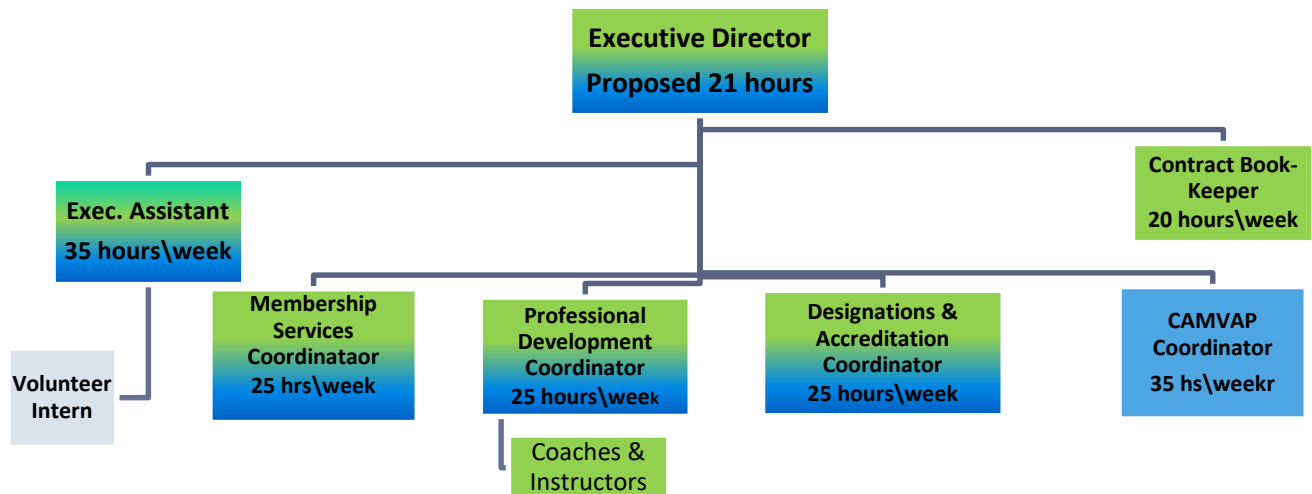 Executive Director
Proposed 21 hours
Contract Book-
Keeper
20 hours\week
Exec. Assistant
35 hours\week
Membership
Services
Coordinataor
25 hrs\week
Professional
Development
Coordinator
25 hours\week
Designations &
Accreditation
Coordinator
25 hours\week
CAMVAP
Coordinator
35 hs\weekr
Volunteer
Intern
Coaches &
Instructors